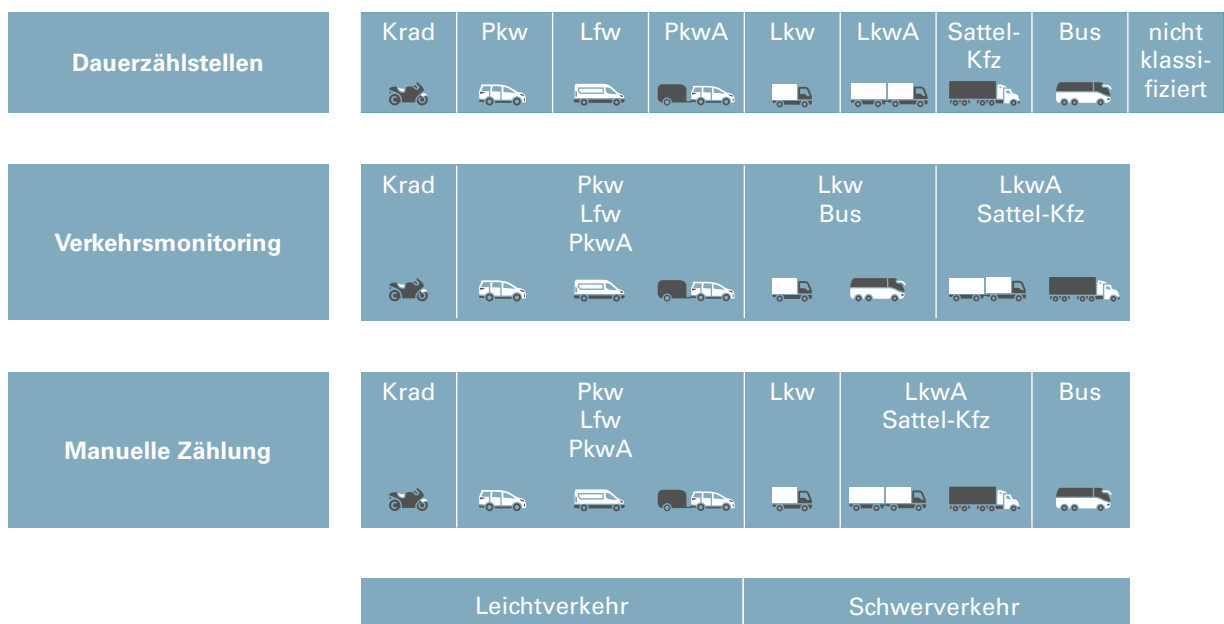 Dauerzählstellen
Krad
Pkw
Lfw
PkwA
Lkw
LkwA
Sattel-
Kfz
Bus
nicht
klassi-
fiziert
Verkehrsmonitoring
Krad
Pkw
Lfw
PkwA
Lkw
Bus
LkwA
Sattel-Kfz
Manuelle Zählung
Krad
Pkw
Lfw
PkwA
Lkw
LkwA
Sattel-Kfz
Bus
Leichtverkehr
Schwerverkehr